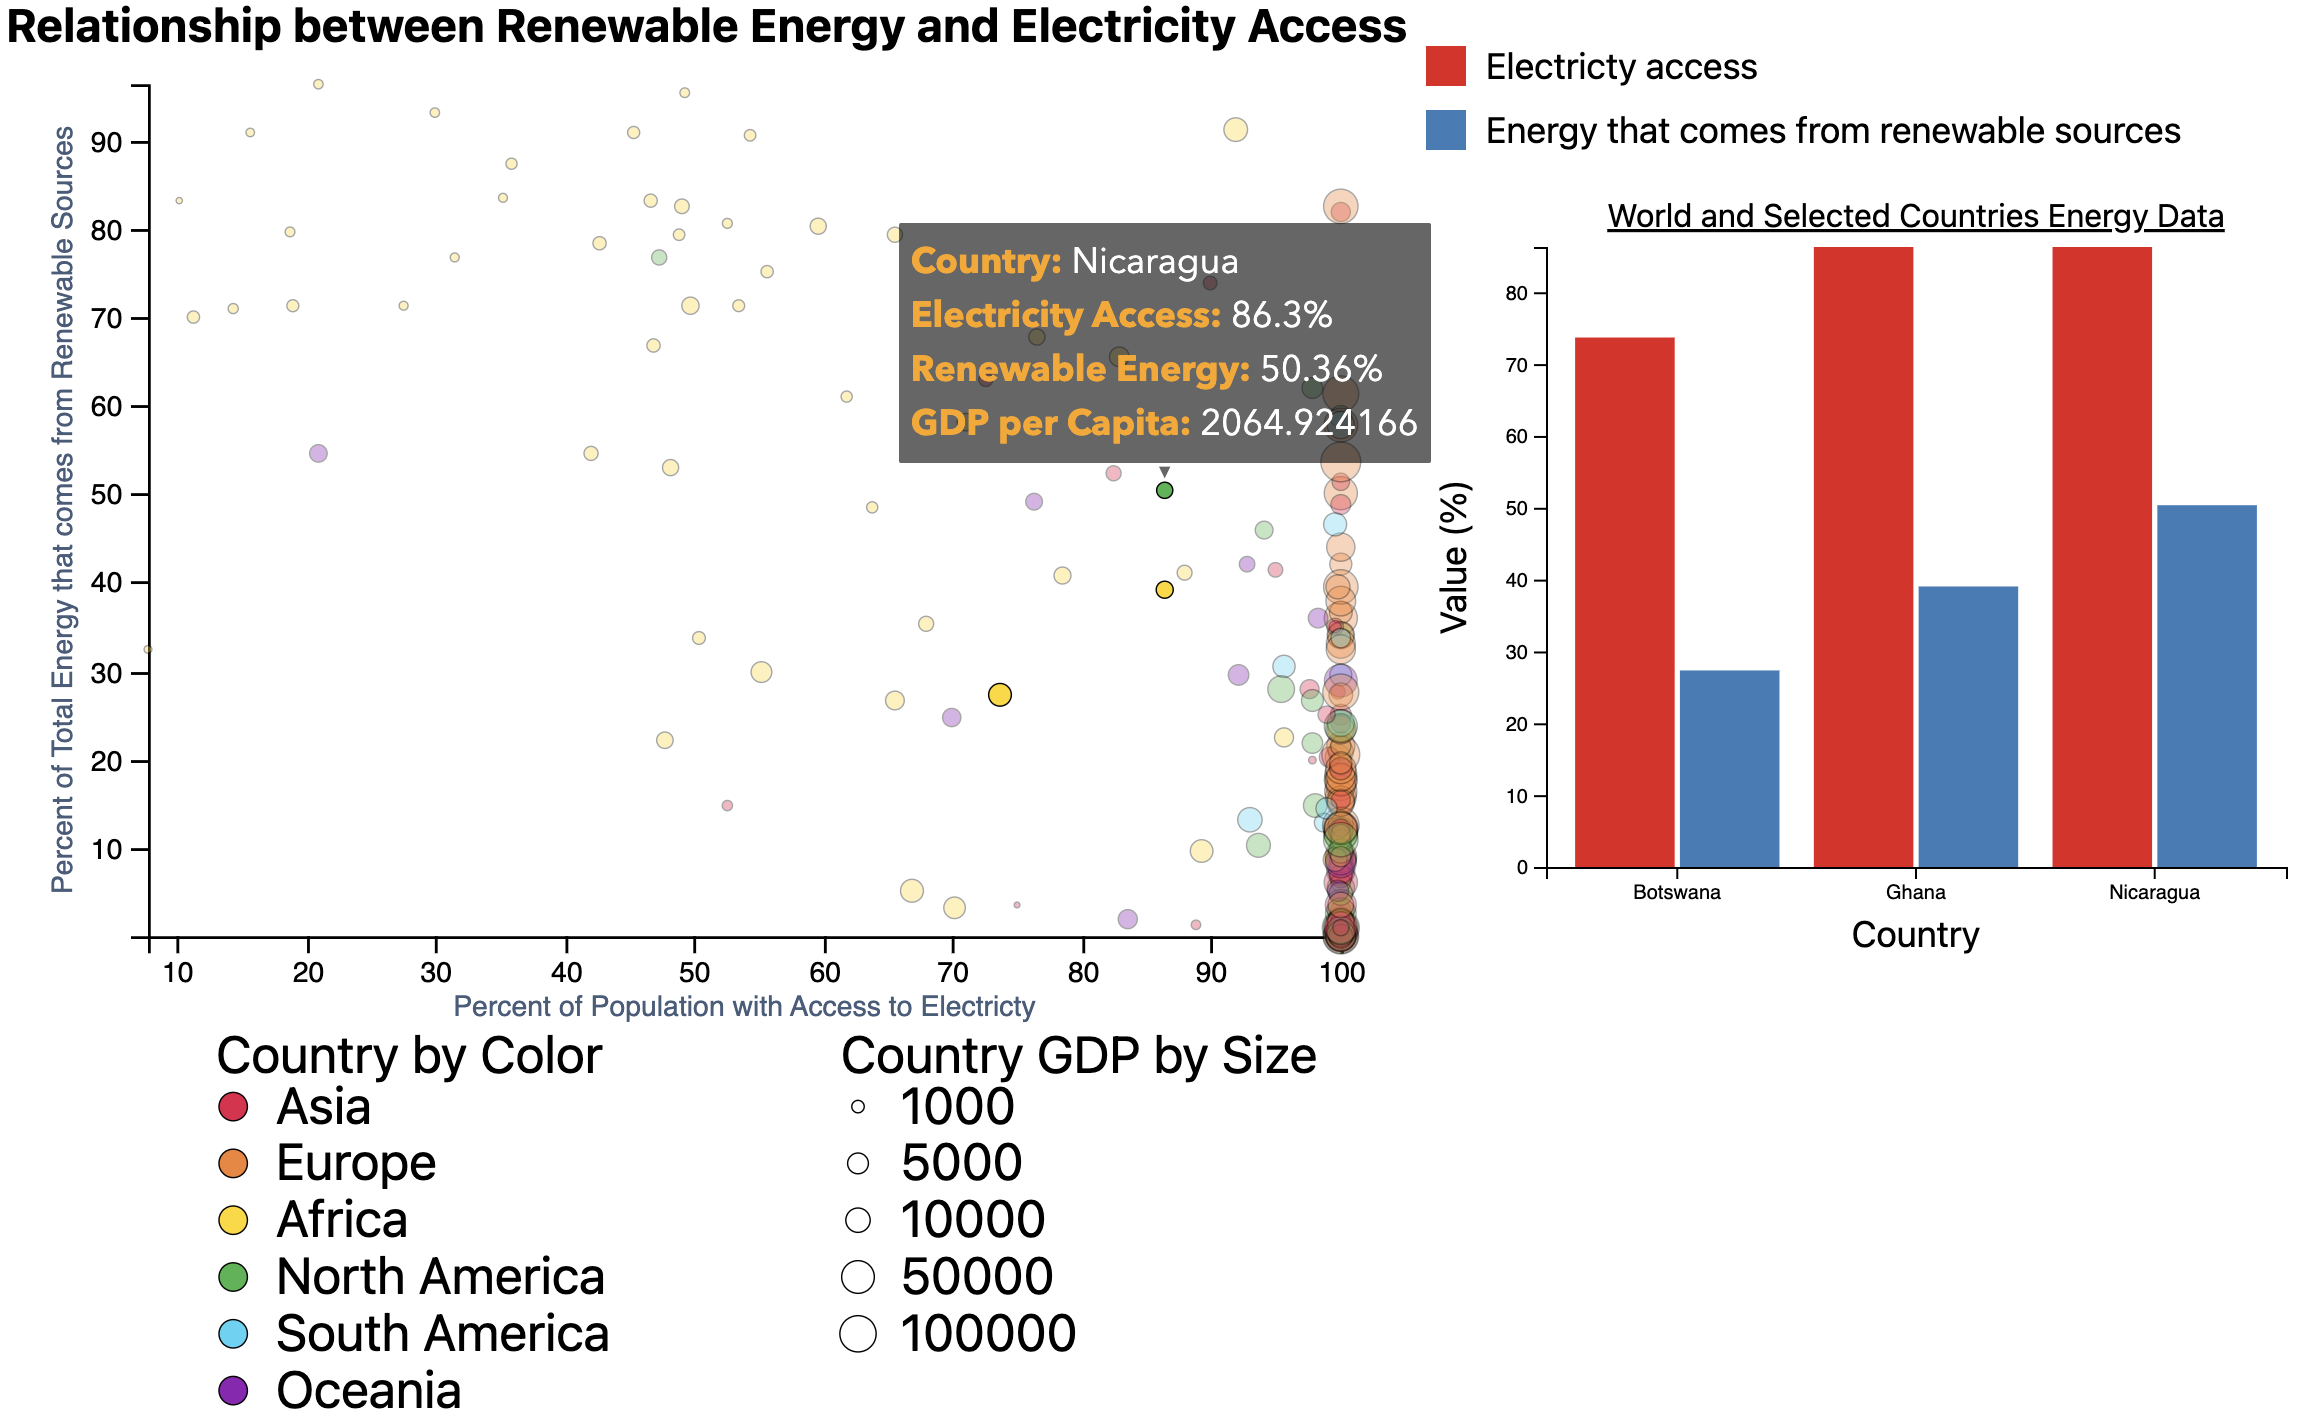 Relationship between Renewable Energy and Electricity Access
Percent of Total Energy that comes from Renewable Sources
90
80
70
60
50
40
30
20
10
10 20 30 40 50 60 70 80 90 100
Percent of Population with Access to Electricty
Country: Nicaragua
Electricity Access: 86.3%
Renewable Energy: 50.36%
GDP per Capita: 2064.924166
Electricty access
Energy that comes from renewable sources
World and Selected Countries Energy Data
Value (%)
80
70
60
50
40
30
20
10
0
Botswana Ghana Nicaragua
Country
Country by Color
Asia
Europe
Africa
North America
South America
Oceania
Country GDP by Size
1000
5000
10000
50000
100000